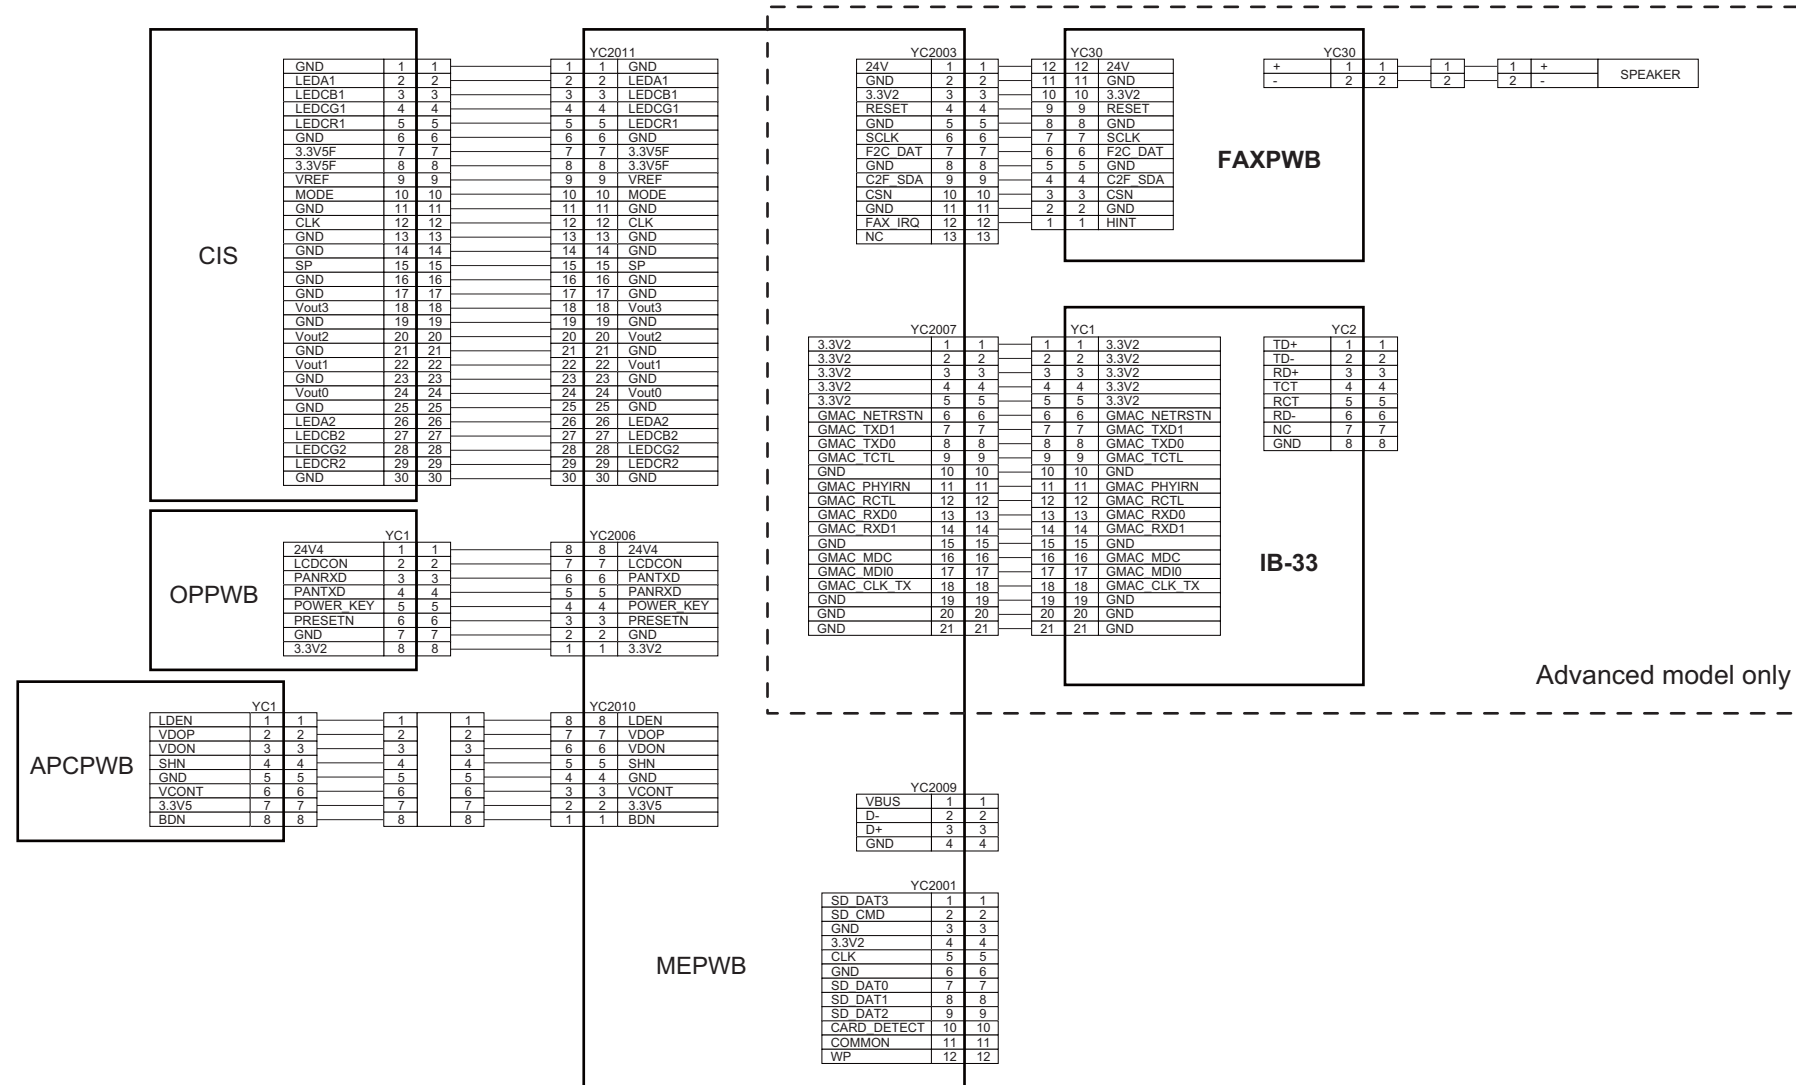 CIS
GND 1 1
LEDA1 2 2
LEDCB1 3 3
LEDCG1 4 4
LEDCR1 5 5
GND 6 6
3.3V5F 7 7
3.3V5F 8 8
VREF 9 9
MODE 10 10
GND 11 11
CLK 12 12
GND 13 13
GND 14 14
SP 15 15
GND 16 16
GND 17 17
Vout3 18 18
GND 19 19
Vout2 20 20
GND 21 21
Vout1 22 22
GND 23 23
Vout0 24 24
GND 25 25
LEDA2 26 26
LEDCB2 27 27
LEDCG2 28 28
LEDCR2 29 29
GND 30 30
YC2011
1 1 GND
2 2 LEDA1
3 3 LEDCB1
4 4 LEDCG1
5 5 LEDCR1
6 6 GND
7 7 3.3V5F
8 8 3.3V5F
9 9 VREF
10 10 MODE
11 11 GND
12 12 CLK
13 13 GND
14 14 GND
15 15 SP
16 16 GND
17 17 GND
18 18 Vout3
19 19 GND
20 20 Vout2
21 21 GND
22 22 Vout1
23 23 GND
24 24 Vout0
25 25 GND
26 26 LEDA2
27 27 LEDCB2
28 28 LEDCG2
29 29 LEDCR2
30 30 GND
OPPWB
YC1
24V4 1 1
LCDCON 2 2
PANRXD 3 3
PANTXD 4 4
POWER_KEY 5 5
PRESETN 6 6
GND 7 7
3.3V2 8 8
YC2006
8 8 24V4
7 7 LCDCON
6 6 PANTXD
5 5 PANRXD
4 4 POWER_KEY
3 3 PRESETN
2 2 GND
1 1 3.3V2
APCPWB
YC1
LDEN 1 1
VDOP 2 2
VDON 3 3
SHN 4 4
GND 5 5
VCONT 6 6
3.3V5 7 7
BDN 8 8
1 1
2 2
3 3
4 4
5 5
6 6
7 7
8 8
YC2010
8 8 LDEN
7 7 VDOP
6 6 VDON
5 5 SHN
4 4 GND
3 3 VCONT
2 2 3.3V5
1 1 BDN
MEPWB
YC2003
24V 1 1
GND 2 2
3.3V2 3 3
RESET 4 4
GND 5 5
SCLK 6 6
F2C_DAT 7 7
GND 8 8
C2F_SDA 9 9
CSN 10 10
GND 11 11
FAX_IRQ 12 12
NC 13 13
YC30
12 12 24V
11 11 GND
10 10 3.3V2
9 9 RESET
8 8 GND
7 7 SCLK
6 6 F2C_DAT
5 5 GND
4 4 C2F_SDA
3 3 CSN
2 2 GND
1 1 HINT
FAXPWB
YC30
+ 1 1
- 2 2
1
2
1 +
2 -
SPEAKER
YC2007
3.3V2 1 1
3.3V2 2 2
3.3V2 3 3
3.3V2 4 4
3.3V2 5 5
GMAC_NETRSTN 6 6
GMAC_TXD1 7 7
GMAC_TXD0 8 8
GMAC_TCTL 9 9
GND 10 10
GMAC_PHYIRN 11 11
GMAC_RCTL 12 12
GMAC_RXD0 13 13
GMAC_RXD1 14 14
GND 15 15
GMAC_MDC 16 16
GMAC_MDI0 17 17
GMAC_CLK_TX 18 18
GND 19 19
GND 20 20
GND 21 21
YC1
1 1 3.3V2
2 2 3.3V2
3 3 3.3V2
4 4 3.3V2
5 5 3.3V2
6 6 GMAC_NETRSTN
7 7 GMAC_TXD1
8 8 GMAC_TXD0
9 9 GMAC_TCTL
10 10 GND
11 11 GMAC_PHYIRN
12 12 GMAC_RCTL
13 13 GMAC_RXD0
14 14 GMAC_RXD1
15 15 GND
16 16 GMAC_MDC
17 17 GMAC_MDI0
18 18 GMAC_CLK_TX
19 19 GND
20 20 GND
21 21 GND
IB-33
YC2
TD+ 1 1
TD- 2 2
RD+ 3 3
TCT 4 4
RCT 5 5
RD- 6 6
NC 7 7
GND 8 8
Advanced model only
YC2009
VBUS 1 1
D- 2 2
D+ 3 3
GND 4 4
YC2001
SD_DAT3 1 1
SD_CMD 2 2
GND 3 3
3.3V2 4 4
CLK 5 5
GND 6 6
SD_DAT0 7 7
SD_DAT1 8 8
SD_DAT2 9 9
CARD_DETECT 10 10
COMMON 11 11
WP 12 12